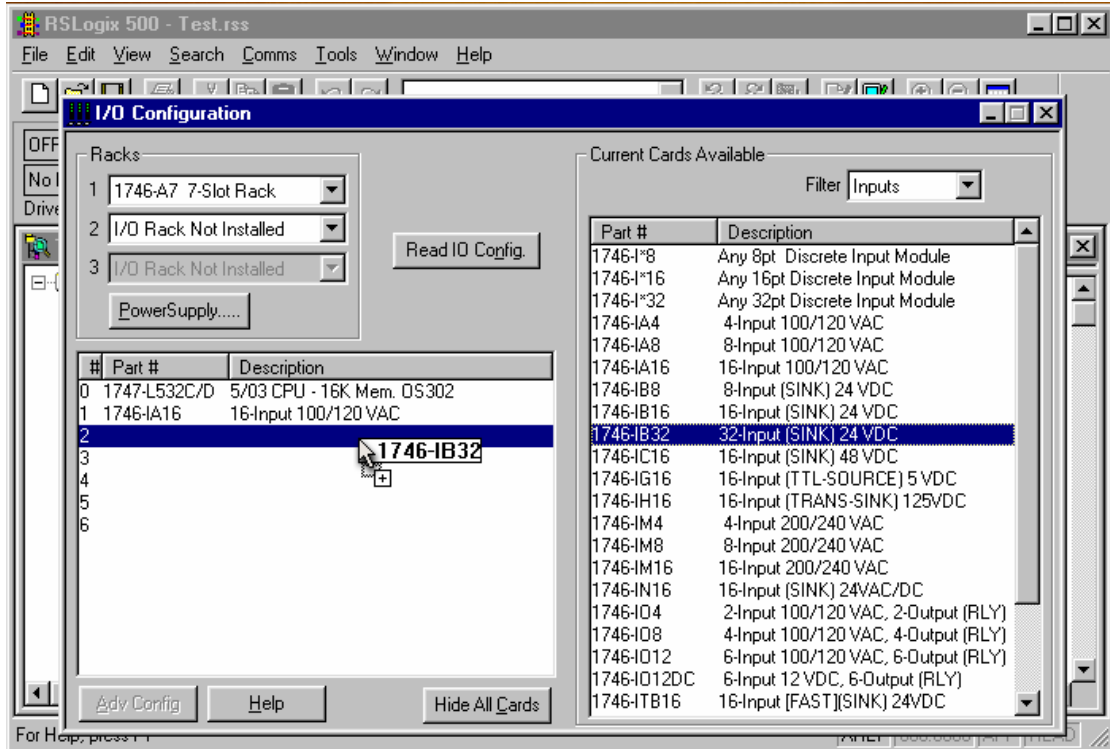 RSLogix 500 - Test.rss
File Edit View Search Comms Tools Window Help
I/O Configuration
OFF
No
Drive
Racks
1 1746-A7 7-Slot Rack
2 I/O Rack Not Installed
3 I/O Rack Not Installed
PowerSupply.....
Read IO Config.
# Part # Description
0 1747-L532C/D 5/03 CPU - 16K Mem. OS302
1 1746-IA16 16-Input 100/120 VAC
2
1746-IB32
3
4
5
6
Adv Config Help Hide All Cards
Current Cards Available
Filter Inputs
Part # Description
1746-I*8 Any 8pt Discrete Input Module
1746-I*16 Any 16pt Discrete Input Module
1746-I*32 Any 32pt Discrete Input Module
1746-IA4 4-Input 100/120 VAC
1746-IA8 8-Input 100/120 VAC
1746-IA16 16-Input 100/120 VAC
1746-IB8 8-Input (SINK) 24 VDC
1746-IB16 16-Input (SINK) 24 VDC
1746-IB32 32-Input (SINK) 24 VDC
1746-IC16 16-Input (SINK) 48 VDC
1746-IG16 16-Input (TTL-SOURCE) 5 VDC
1746-IH16 16-Input (TRANS-SINK) 125VDC
1746-IM4 4-Input 200/240 VAC
1746-IM8 8-Input 200/240 VAC
1746-IM16 16-Input 200/240 VAC
1746-IN16 16-Input (SINK) 24VAC/DC
1746-IO4 2-Input 100/120 VAC, 2-Output (RLY)
1746-IO8 4-Input 100/120 VAC, 4-Output (RLY)
1746-IO12 6-Input 100/120 VAC, 6-Output (RLY)
1746-IO12DC 6-Input 12 VDC, 6-Output (RLY)
1746-ITB16 16-Input [FAST](SINK) 24VDC
For Help, press F1